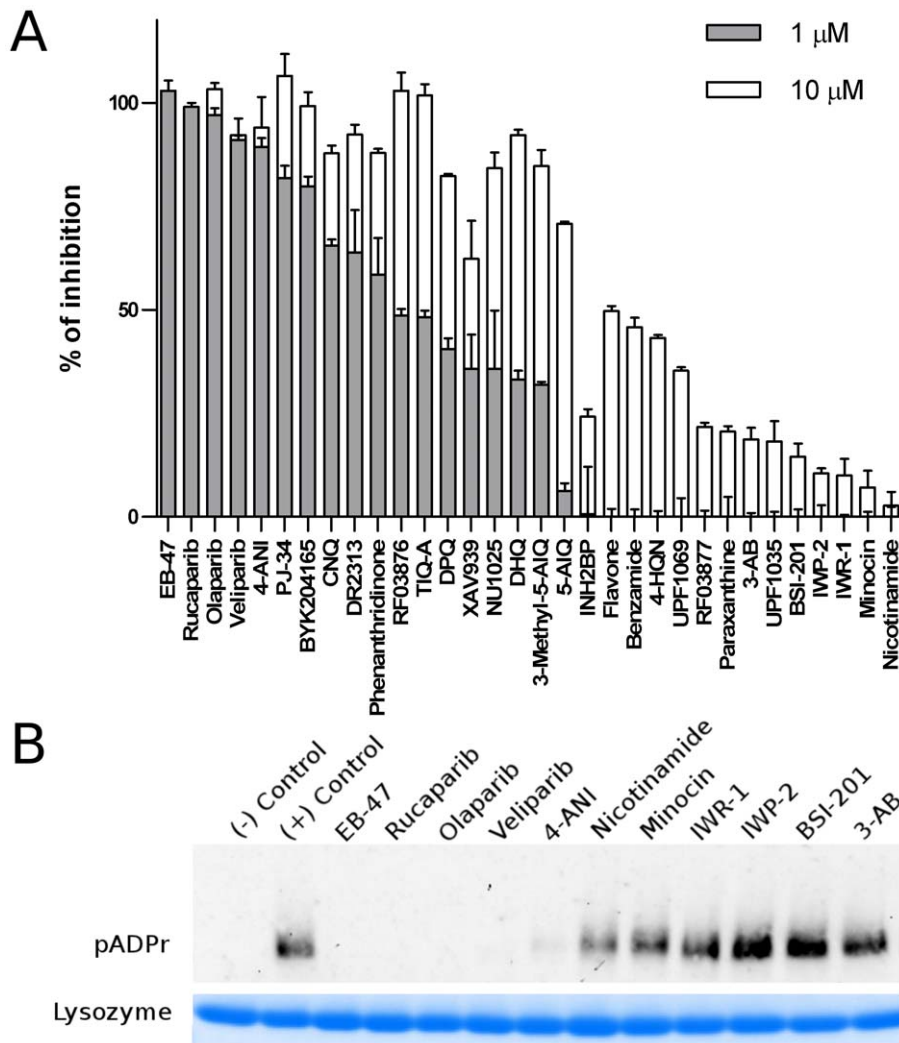 A
1 μM
10 μM
% of inhibition
100
50
0
EB-47
Rucaparib
Olaparib
Veliparib
4-ANI
PJ-34
BYK204165
CNQ
DR2313
Phenanthridinone
RF03876
TIQ-A
DPQ
XAV939
NU1025
DHQ
3-Methyl-5-AIQ
5-AIQ
INH2BP
Flavone
Benzamide
4-HQN
UPF1069
RF03877
Paraxanthine
3-AB
UPF1035
BSI-201
IWP-2
IWR-1
Minocin
Nicotinamide
B
(-) Control
(+) Control
EB-47
Rucaparib
Olaparib
Veliparib
4-ANI
Nicotinamide
Minocin
IWR-1
IWP-2
BSI-201
3-AB
pADPr
Lysozyme